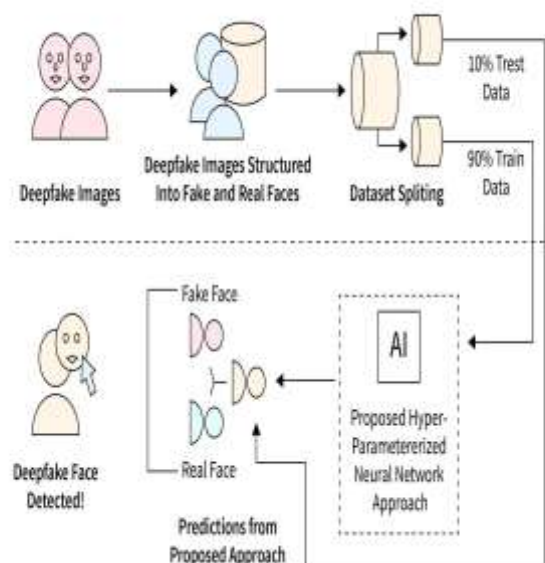 10% Trest
Data
90% Train
Data
Deepfake Images
Deepfake Images Structured
Into Fake and Real Faces
Dataset Spliting
Fake Face
Real Face
Deepfake Face
Detected!
Predictions from
Proposed Approach
AI
Proposed Hyper-
Parametererized
Neural Network
Approach